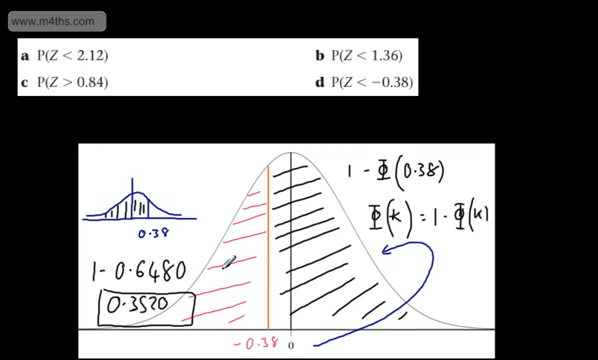 www.m4ths.com
a P(Z < 2.12)
b P(Z < 1.36)
c P(Z > 0.84)
d P(Z < −0.38)
1 - Φ(0.38)
Φ(k) = 1 - Φ(k)
0.38
1 - 0.6480
0.3520
-0.38 0